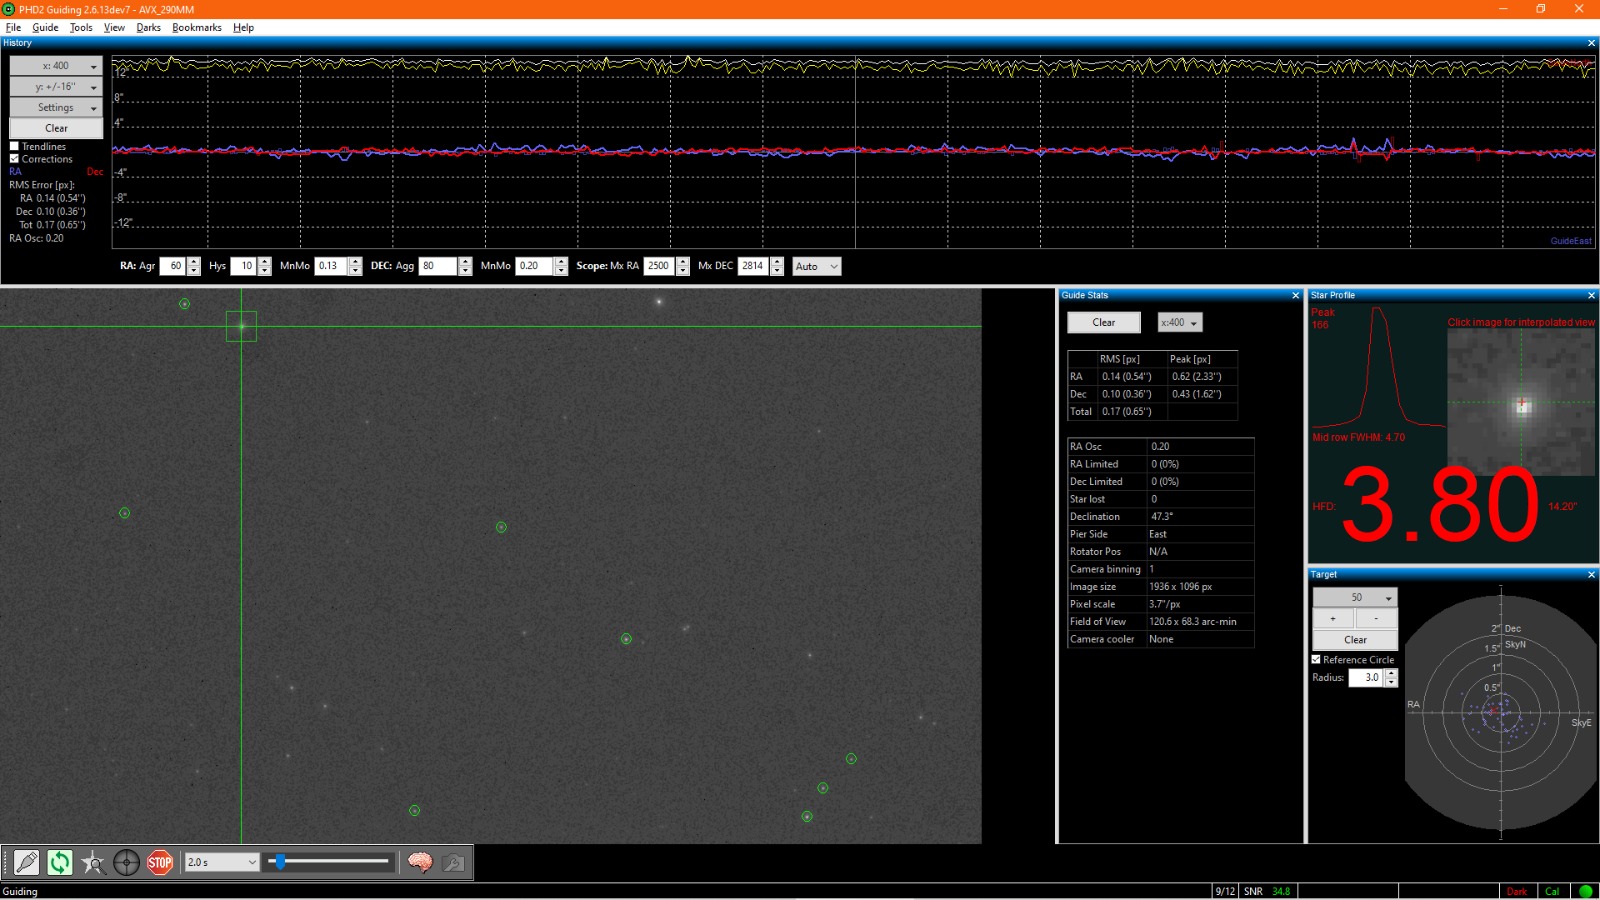 PHD2 Guiding 2.6.13dev7 - AVX_290MM
File Guide Tools View Darks Bookmarks Help
History
x: 400
y: +/-16"
Settings
Clear
Trendlines
Corrections
RA Dec
RMS Error [px]:
RA 0.14 (0.54")
Dec 0.10 (0.36")
Tot 0.17 (0.65")
RA Osc: 0.20
12"
8"
4"
-4"
-8"
-12"
GuideEast
RA: Agr 60 Hys 10 MnMo 0.13 DEC: Agg 80 MnMo 0.20 Scope: Mx RA 2500 Mx DEC 2814 Auto
Guide Stats
Clear x:400
RMS [px] Peak [px]
RA 0.14 (0.54") 0.62 (2.33")
Dec 0.10 (0.36") 0.43 (1.62")
Total 0.17 (0.65")
RA Osc 0.20
RA Limited 0 (0%)
Dec Limited 0 (0%)
Star lost 0
Declination 47.3°
Pier Side East
Rotator Pos N/A
Camera binning 1
Image size 1936 x 1096 px
Pixel scale 3.7"/px
Field of View 120.6 x 68.3 arc-min
Camera cooler None
Star Profile
Peak
166
Click image for interpolated view
Mid row FWHM: 4.70
HFD: 3.80 14.20"
Target
50
+ -
Clear
Reference Circle
Radius: 3.0
2" Dec
1.5" SkyN
1"
0.5"
RA
SkyE
STOP 2.0 s
Guiding 9/12 SNR 34.8 Dark Cal